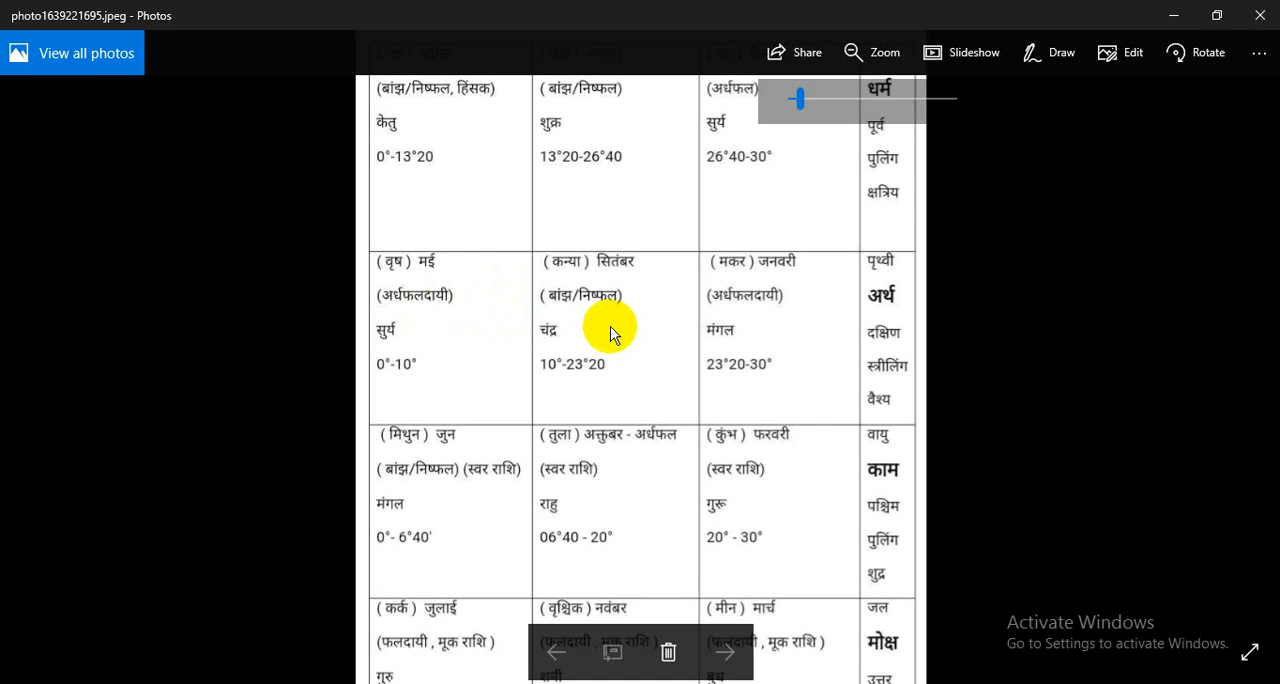 photo1639221695.jpeg - Photos
View all photos
Share
Zoom
Slideshow
Draw
Edit
Rotate
(बांझ/निष्फल, हिंसक)
केतु
0°-13°20
( बांझ/निष्फल)
शुक्र
13°20-26°40
(अर्धफल)
सुर्य
26°40-30°
धर्म
पूर्व
पुलिंग
क्षत्रिय
( वृष ) मई
(अर्धफलदायी)
सुर्य
0°-10°
( कन्या ) सितंबर
( बांझ/निष्फल)
चंद्र
10°-23°20
( मकर ) जनवरी
(अर्धफलदायी)
मंगल
23°20-30°
पृथ्वी
अर्थ
दक्षिण
स्त्रीलिंग
वैश्य
( मिथुन ) जुन
( बांझ/निष्फल) (स्वर राशि)
मंगल
0°- 6°40'
( तुला ) अक्तुबर - अर्धफल
(स्वर राशि)
राहु
06°40 - 20°
( कुंभ ) फरवरी
(स्वर राशि)
गुरू
20° - 30°
वायु
काम
पश्चिम
पुलिंग
शुद्र
( कर्क ) जुलाई
(फलदायी , मूक राशि )
गुरु
( वृश्चिक ) नवंबर
(फलदायी , मूक राशि )
शनी
( मीन ) मार्च
(फलदायी , मूक राशि )
बुध
जल
मोक्ष
उत्तर
Activate Windows
Go to Settings to activate Windows.